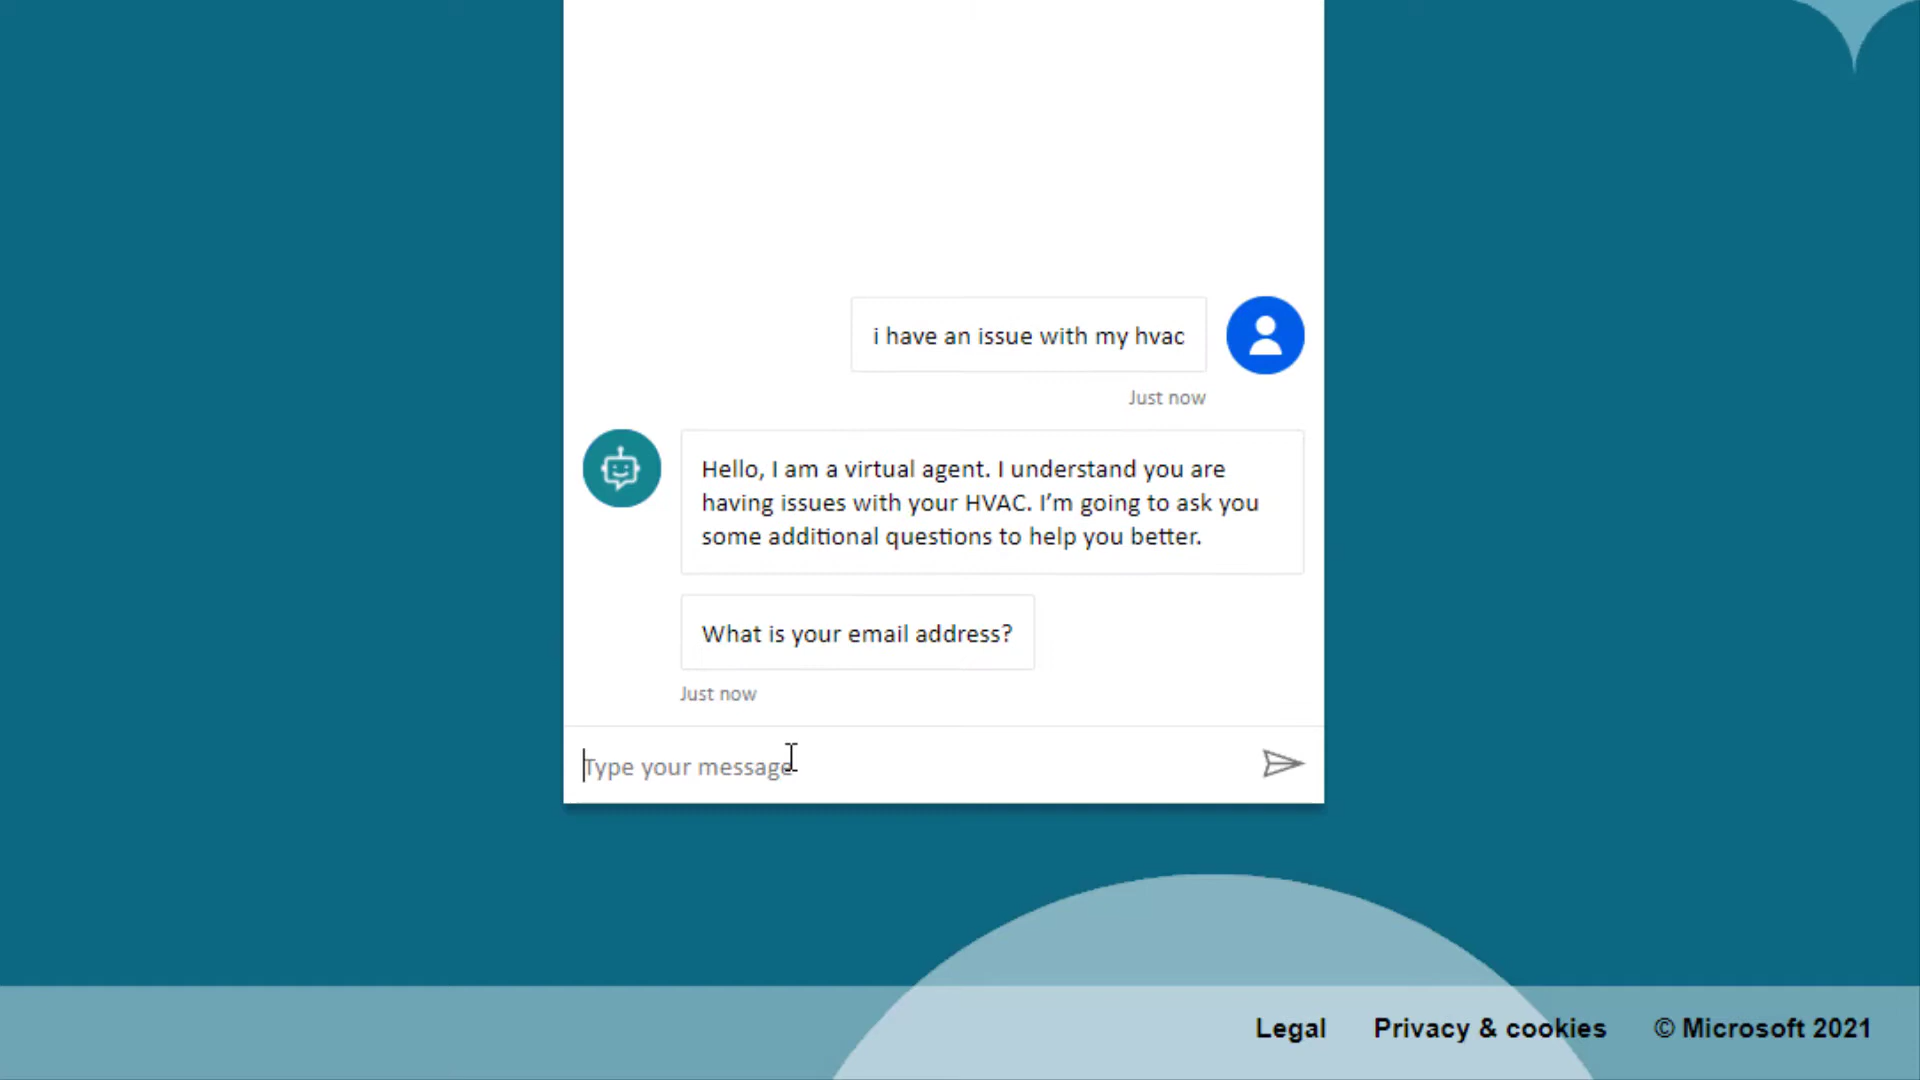 i have an issue with my hvac
Just now
Hello, I am a virtual agent. I understand you are
having issues with your HVAC. I’m going to ask you
some additional questions to help you better.
What is your email address?
Just now
Type your message
Legal Privacy & cookies © Microsoft 2021